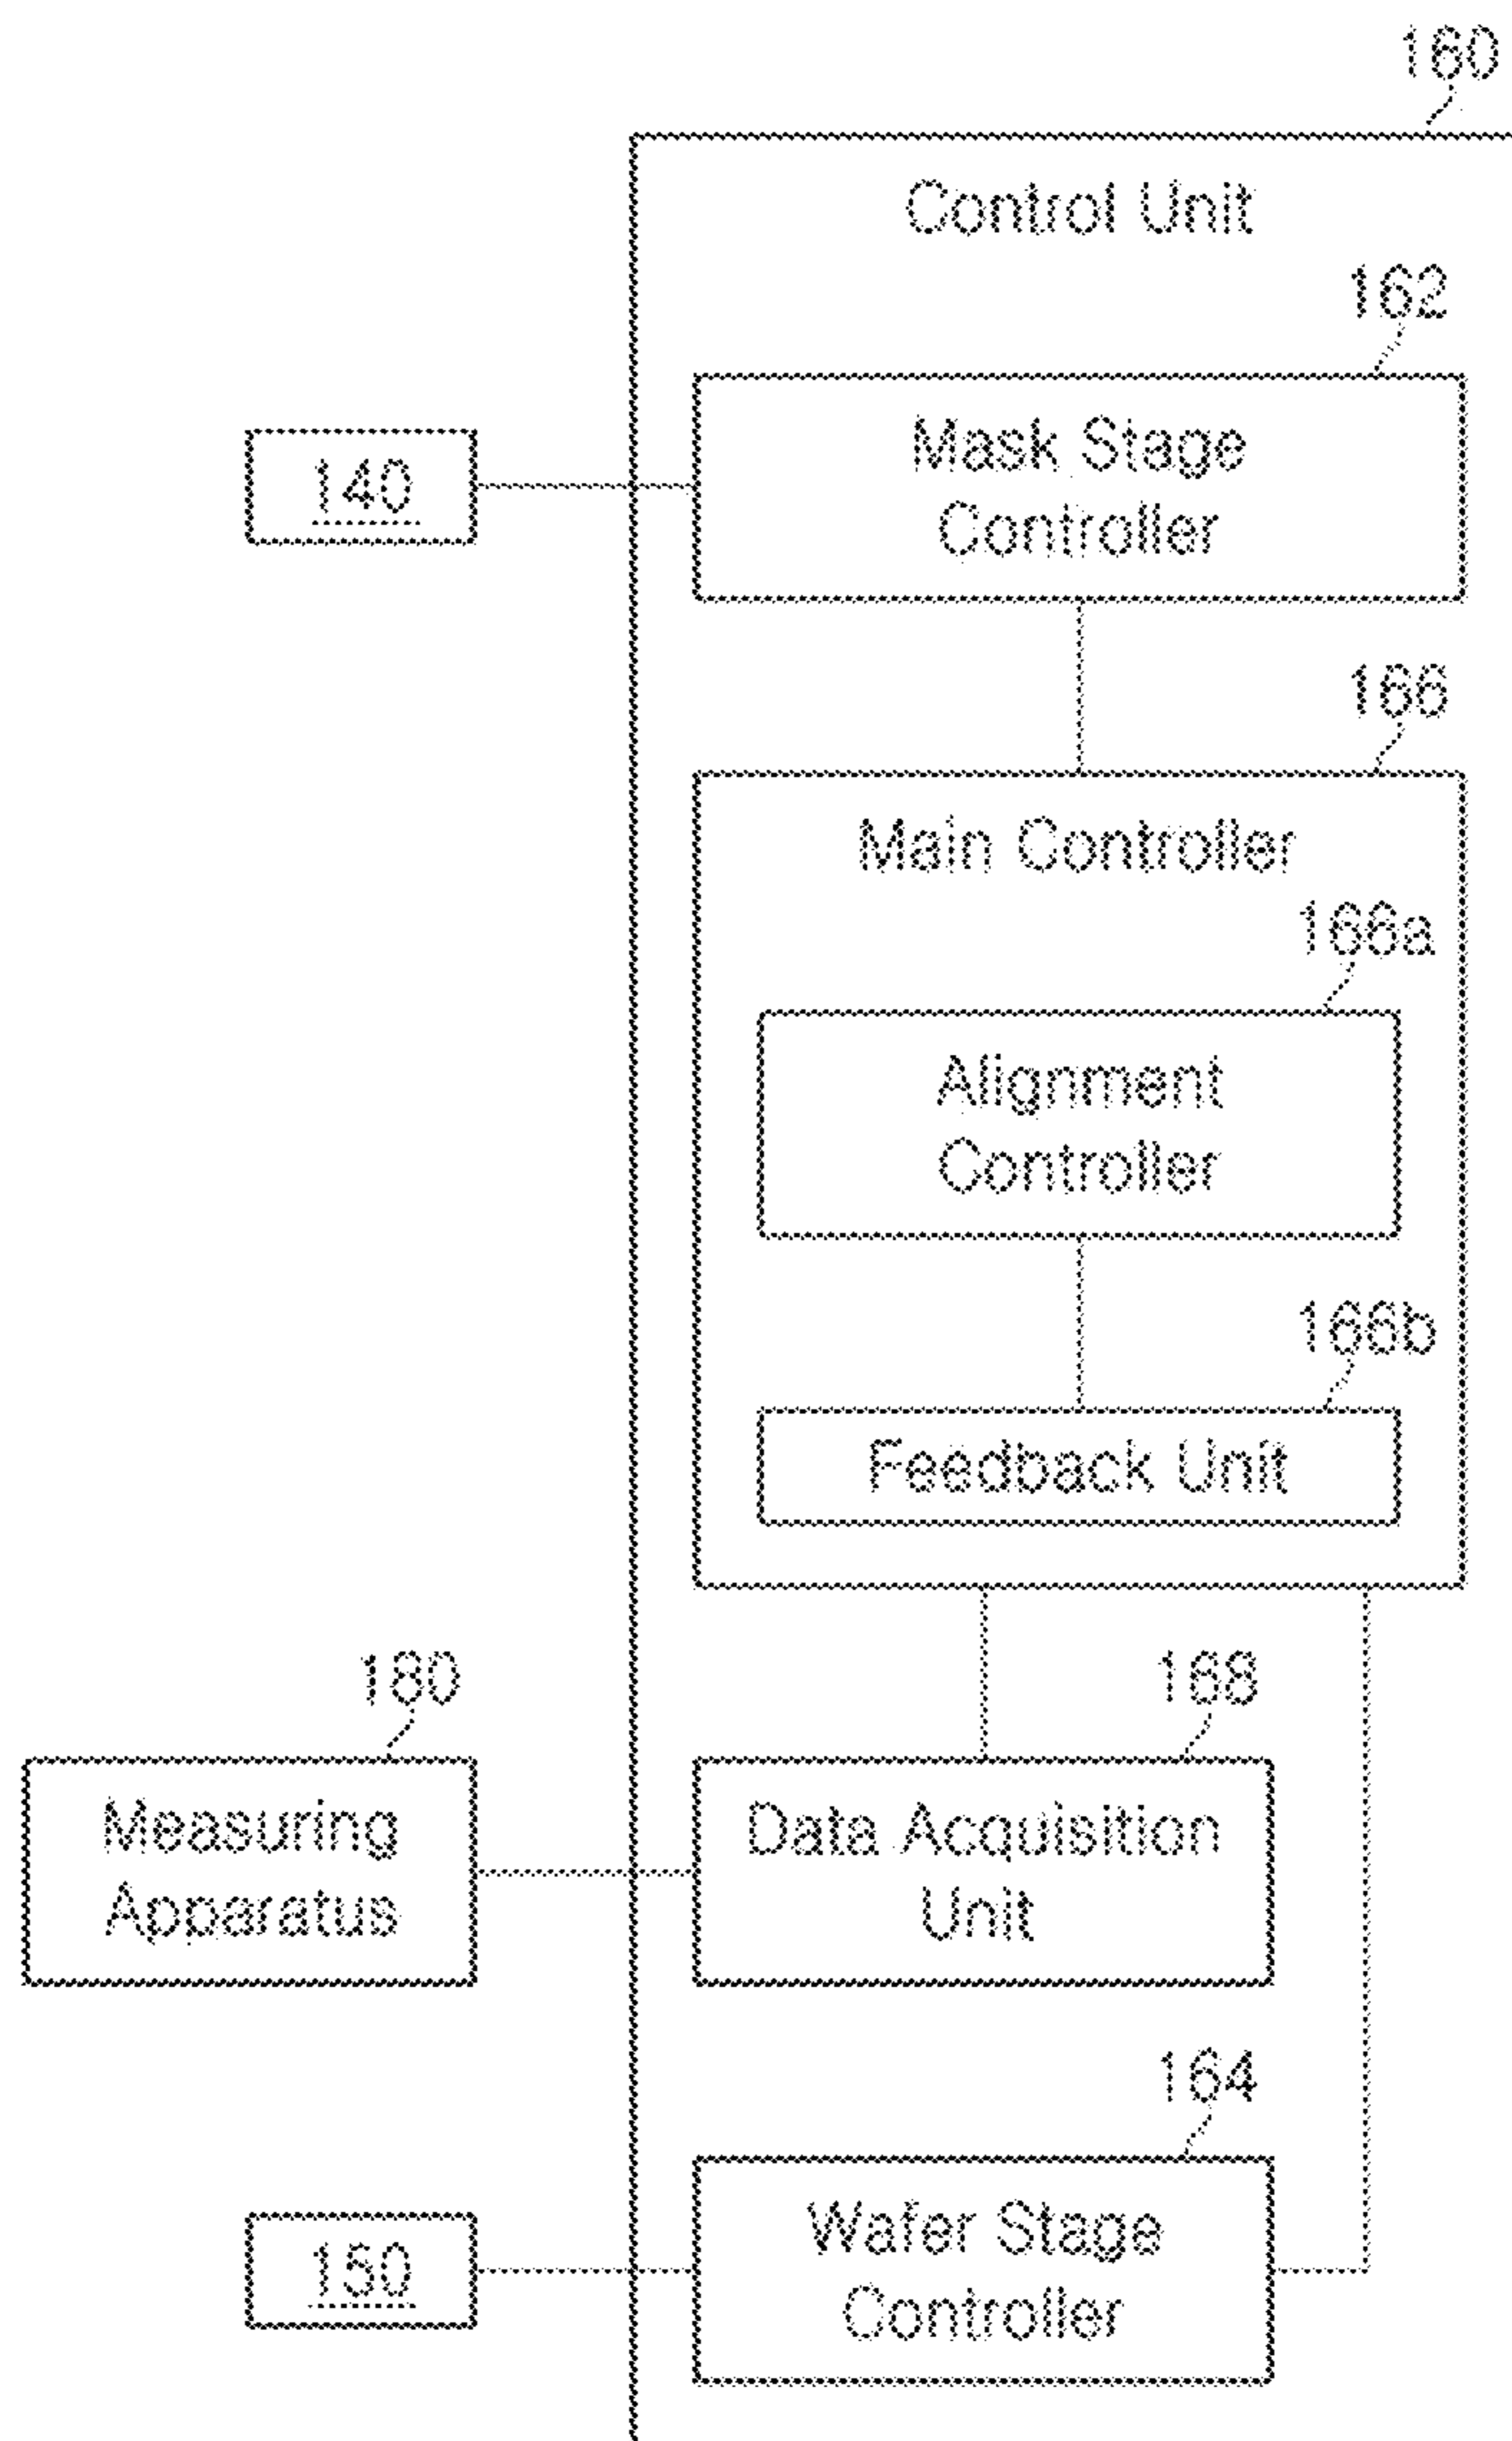 160
Control Unit
162
Mask Stage
Controller
140
166
Main Controller
166a
Alignment
Controller
166b
Feedback Unit
180
168
Measuring
Apparatus
Data Acquisition
Unit
164
150
Wafer Stage
Controller